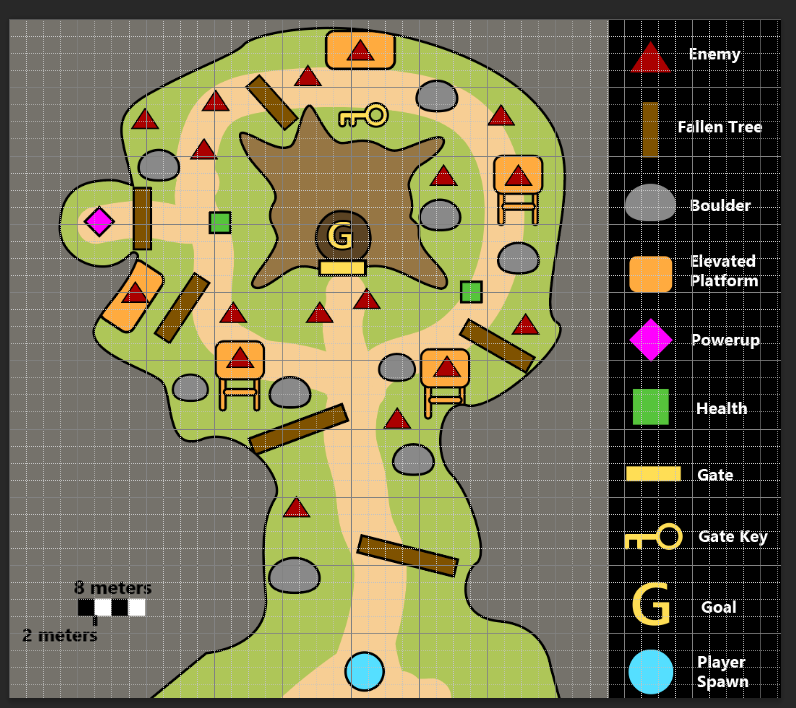 Enemy
Fallen Tree
Boulder
Elevated
Platform
Powerup
Health
Gate
Gate Key
G
Goal
Player
Spawn
G
8 meters
2 meters